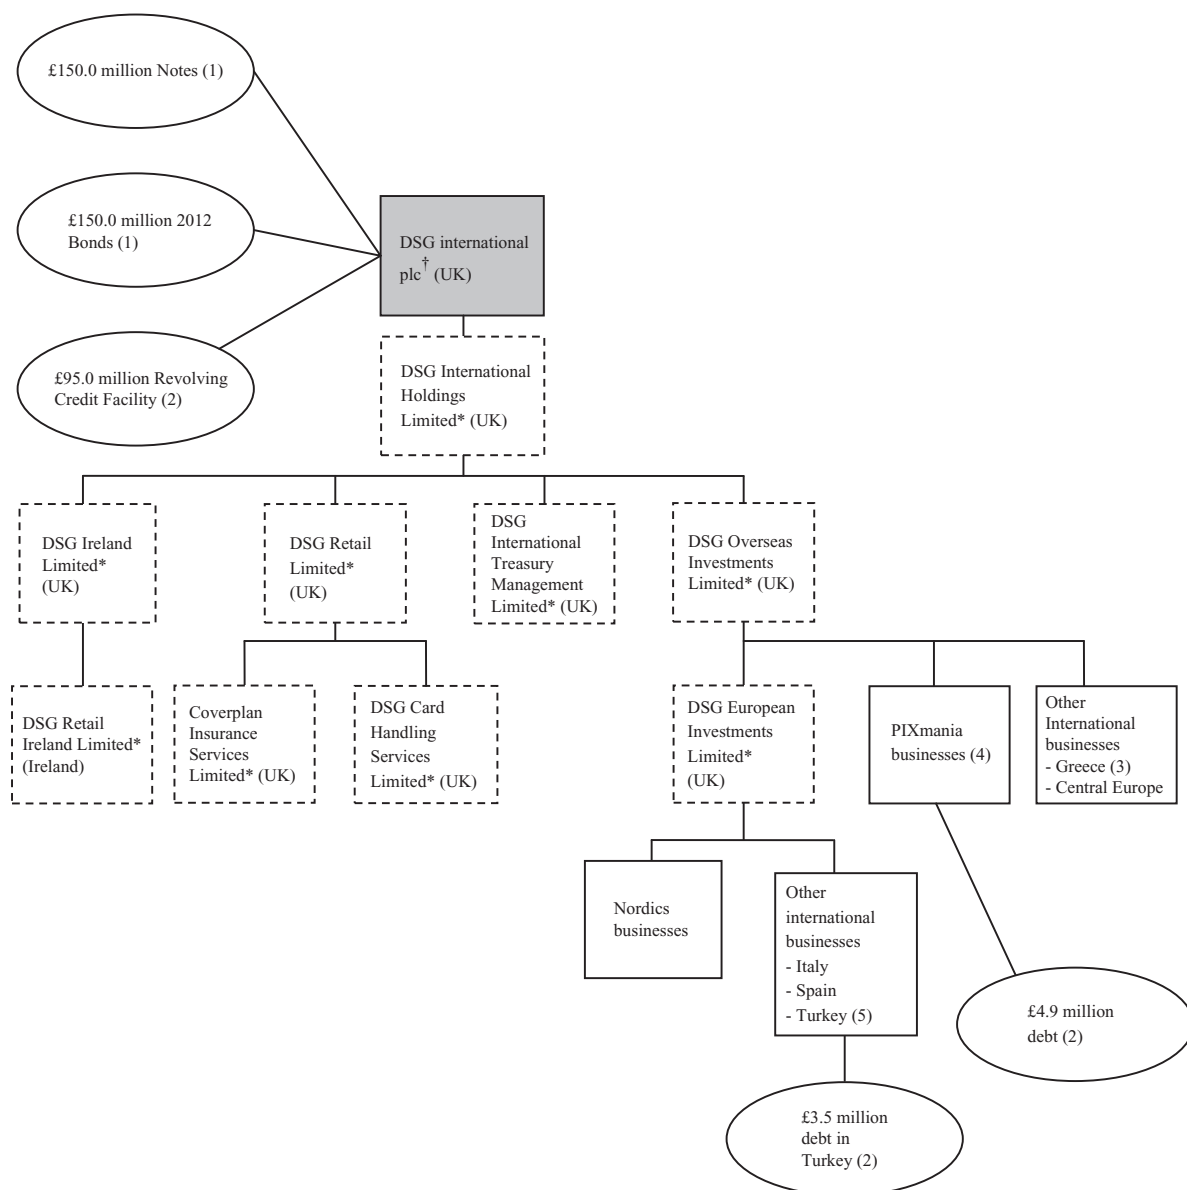 £150.0 million Notes (1)
£150.0 million 2012
Bonds (1)
DSG international
plc† (UK)
£95.0 million Revolving
Credit Facility (2)
DSG International
Holdings
Limited* (UK)
DSG Ireland
Limited*
(UK)
DSG Retail
Limited*
(UK)
DSG
International
Treasury
Management
Limited* (UK)
DSG Overseas
Investments
Limited* (UK)
DSG Retail
Ireland Limited*
(Ireland)
Coverplan
Insurance
Services
Limited* (UK)
DSG Card
Handling
Services
Limited* (UK)
DSG European
Investments
Limited*
(UK)
PIXmania
businesses (4)
Other
International
businesses
- Greece (3)
- Central Europe
Nordics
businesses
Other
international
businesses
- Italy
- Spain
- Turkey (5)
£4.9 million
debt (2)
£3.5 million
debt in
Turkey (2)